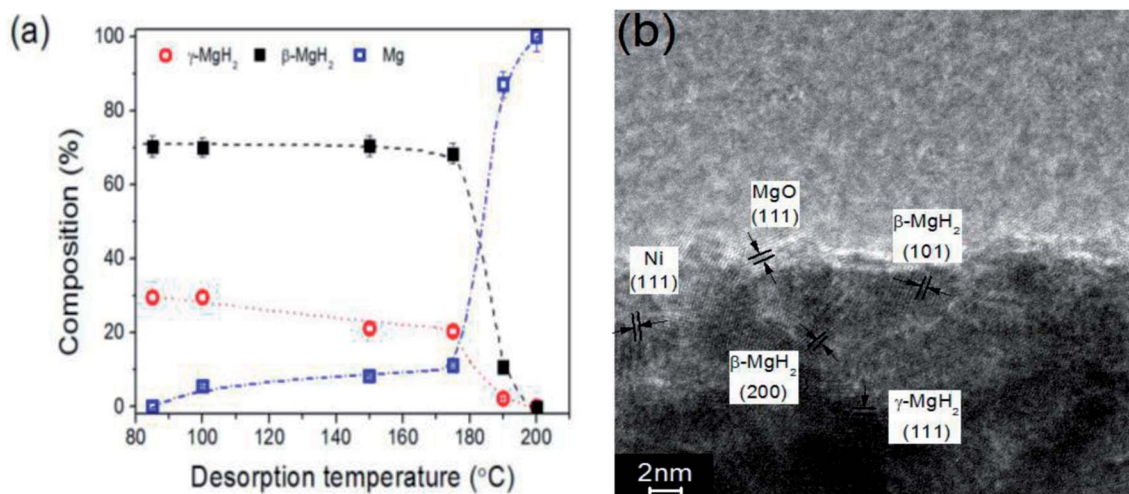 (a)
γ-MgH₂ β-MgH₂ Mg
100
80
60
40
20
0
Composition (%)
80 100 120 140 160 180 200
Desorption temperature (°C)
(b)
MgO
(111)
β-MgH₂
(101)
Ni
(111)
β-MgH₂
(200)
γ-MgH₂
(111)
2nm